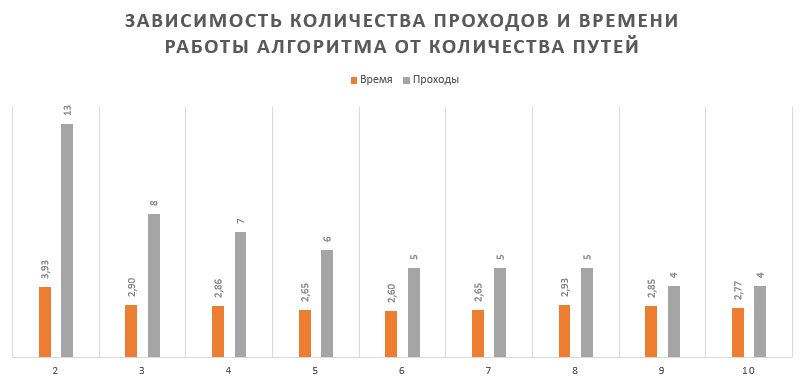 ЗАВИСИМОСТЬ КОЛИЧЕСТВА ПРОХОДОВ И ВРЕМЕНИ
РАБОТЫ АЛГОРИТМА ОТ КОЛИЧЕСТВА ПУТЕЙ
Время Проходы
3,93 13 2,90 8 2,86 7 2,65 6 2,60 5 2,65 5 2,93 5 2,85 4 2,77 4
2 3 4 5 6 7 8 9 10